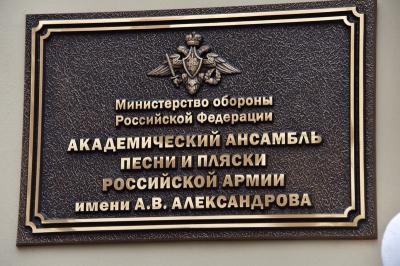 Министерство обороны
Российской Федерации
АКАДЕМИЧЕСКИЙ АНСАМБЛЬ
ПЕСНИ И ПЛЯСКИ
РОССИЙСКОЙ АРМИИ
имени А.В. АЛЕКСАНДРОВА